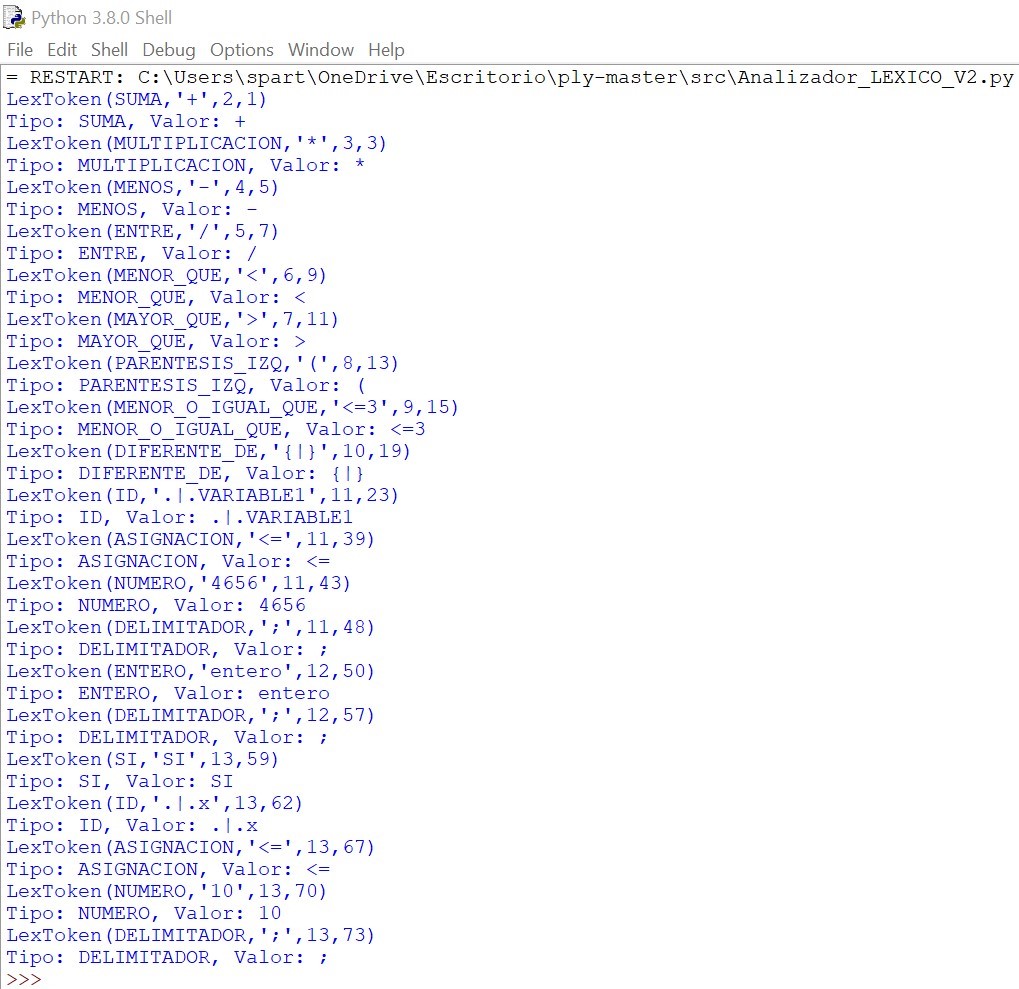 Python 3.8.0 Shell
File Edit Shell Debug Options Window Help
= RESTART: C:\Users\spart\OneDrive\Escritorio\ply-master\src\Analizador_LEXICO_V2.py
LexToken(SUMA,'+',2,1)
Tipo: SUMA, Valor: +
LexToken(MULTIPLICACION,'*',3,3)
Tipo: MULTIPLICACION, Valor: *
LexToken(MENOS,'-',4,5)
Tipo: MENOS, Valor: -
LexToken(ENTRE,'/',5,7)
Tipo: ENTRE, Valor: /
LexToken(MENOR_QUE,'<',6,9)
Tipo: MENOR_QUE, Valor: <
LexToken(MAYOR_QUE,'>',7,11)
Tipo: MAYOR_QUE, Valor: >
LexToken(PARENTESIS_IZQ,'(',8,13)
Tipo: PARENTESIS_IZQ, Valor: (
LexToken(MENOR_O_IGUAL_QUE,'<=3',9,15)
Tipo: MENOR_O_IGUAL_QUE, Valor: <=3
LexToken(DIFERENTE_DE,'{|}',10,19)
Tipo: DIFERENTE_DE, Valor: {|}
LexToken(ID,'.|.VARIABLE1',11,23)
Tipo: ID, Valor: .|.VARIABLE1
LexToken(ASIGNACION,'<=',11,39)
Tipo: ASIGNACION, Valor: <=
LexToken(NUMERO,'4656',11,43)
Tipo: NUMERO, Valor: 4656
LexToken(DELIMITADOR,';',11,48)
Tipo: DELIMITADOR, Valor: ;
LexToken(ENTERO,'entero',12,50)
Tipo: ENTERO, Valor: entero
LexToken(DELIMITADOR,';',12,57)
Tipo: DELIMITADOR, Valor: ;
LexToken(SI,'SI',13,59)
Tipo: SI, Valor: SI
LexToken(ID,'.|.x',13,62)
Tipo: ID, Valor: .|.x
LexToken(ASIGNACION,'<=',13,67)
Tipo: ASIGNACION, Valor: <=
LexToken(NUMERO,'10',13,70)
Tipo: NUMERO, Valor: 10
LexToken(DELIMITADOR,';',13,73)
Tipo: DELIMITADOR, Valor: ;
>>>